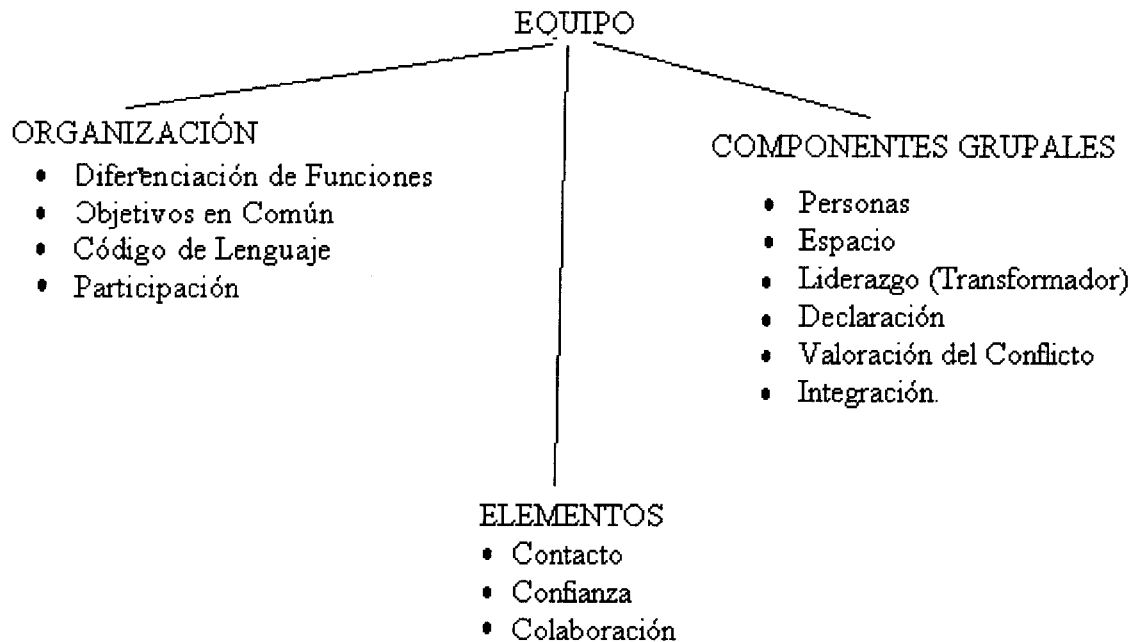 EQUIPO
ORGANIZACIÓN
• Diferenciación de Funciones
• Objetivos en Común
• Código de Lenguaje
• Participación
COMPONENTES GRUPALES
• Personas
• Espacio
• Liderazgo (Transformador)
• Declaración
• Valoración del Conflicto
• Integración.
ELEMENTOS
• Contacto
• Confianza
• Colaboración